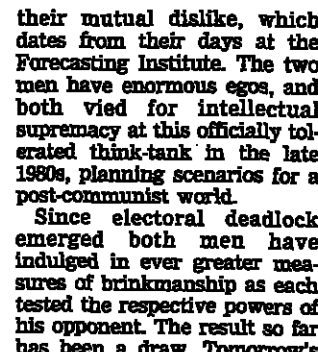 their mutual dislike, which
dates from their days at the
Forecasting Institute. The two
men have enormous egos, and
both vied for intellectual
supremacy at this officially tol-
erated think-tank in the late
1980s, planning scenarios for a
post-communist world.
Since electoral deadlock
emerged both men have
indulged in ever greater mea-
sures of brinkmanship as each
tested the respective powers of
his opponent. The result so far
has been a draw. Tomorrow's